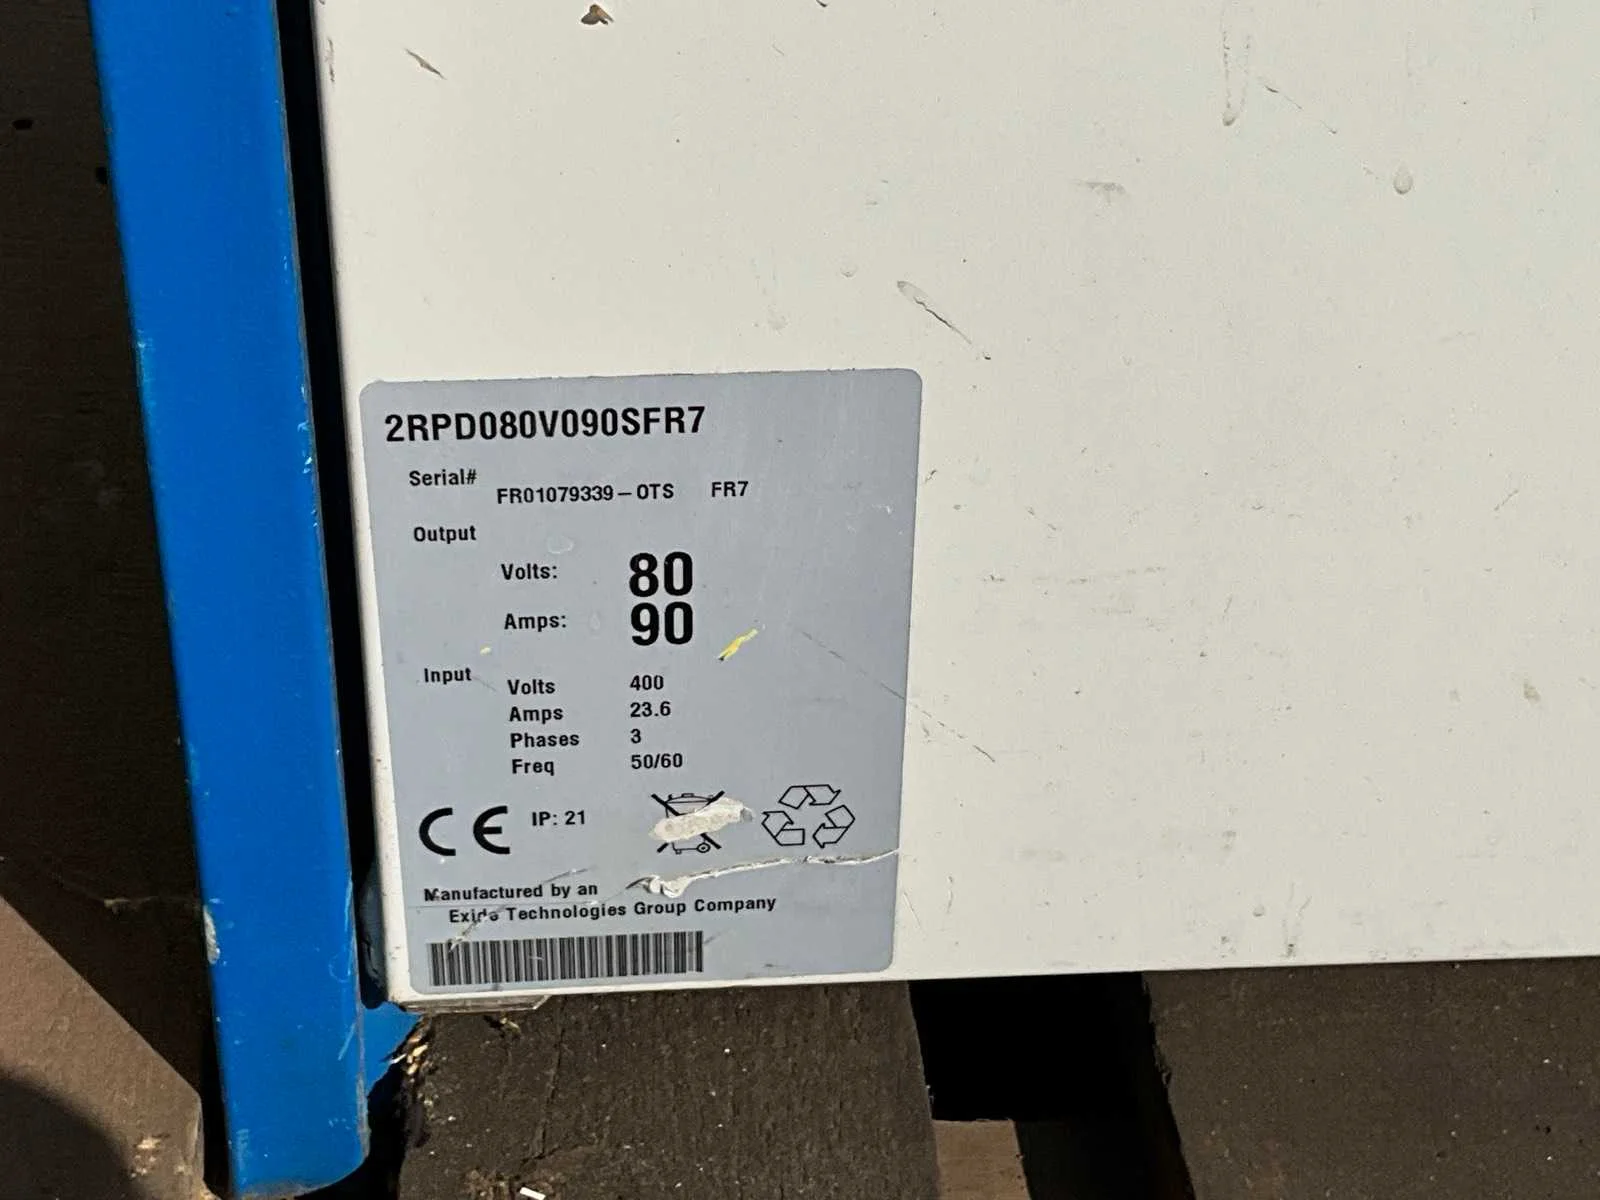 2RPD080V090SFR7
Serial#
FR01079339-OTS FR7
Output
Volts: 80
Amps: 90
Input
Volts 400
Amps 23.6
Phases 3
Freq 50/60
CE IP: 21
Manufactured by an
Exide Technologies Group Company